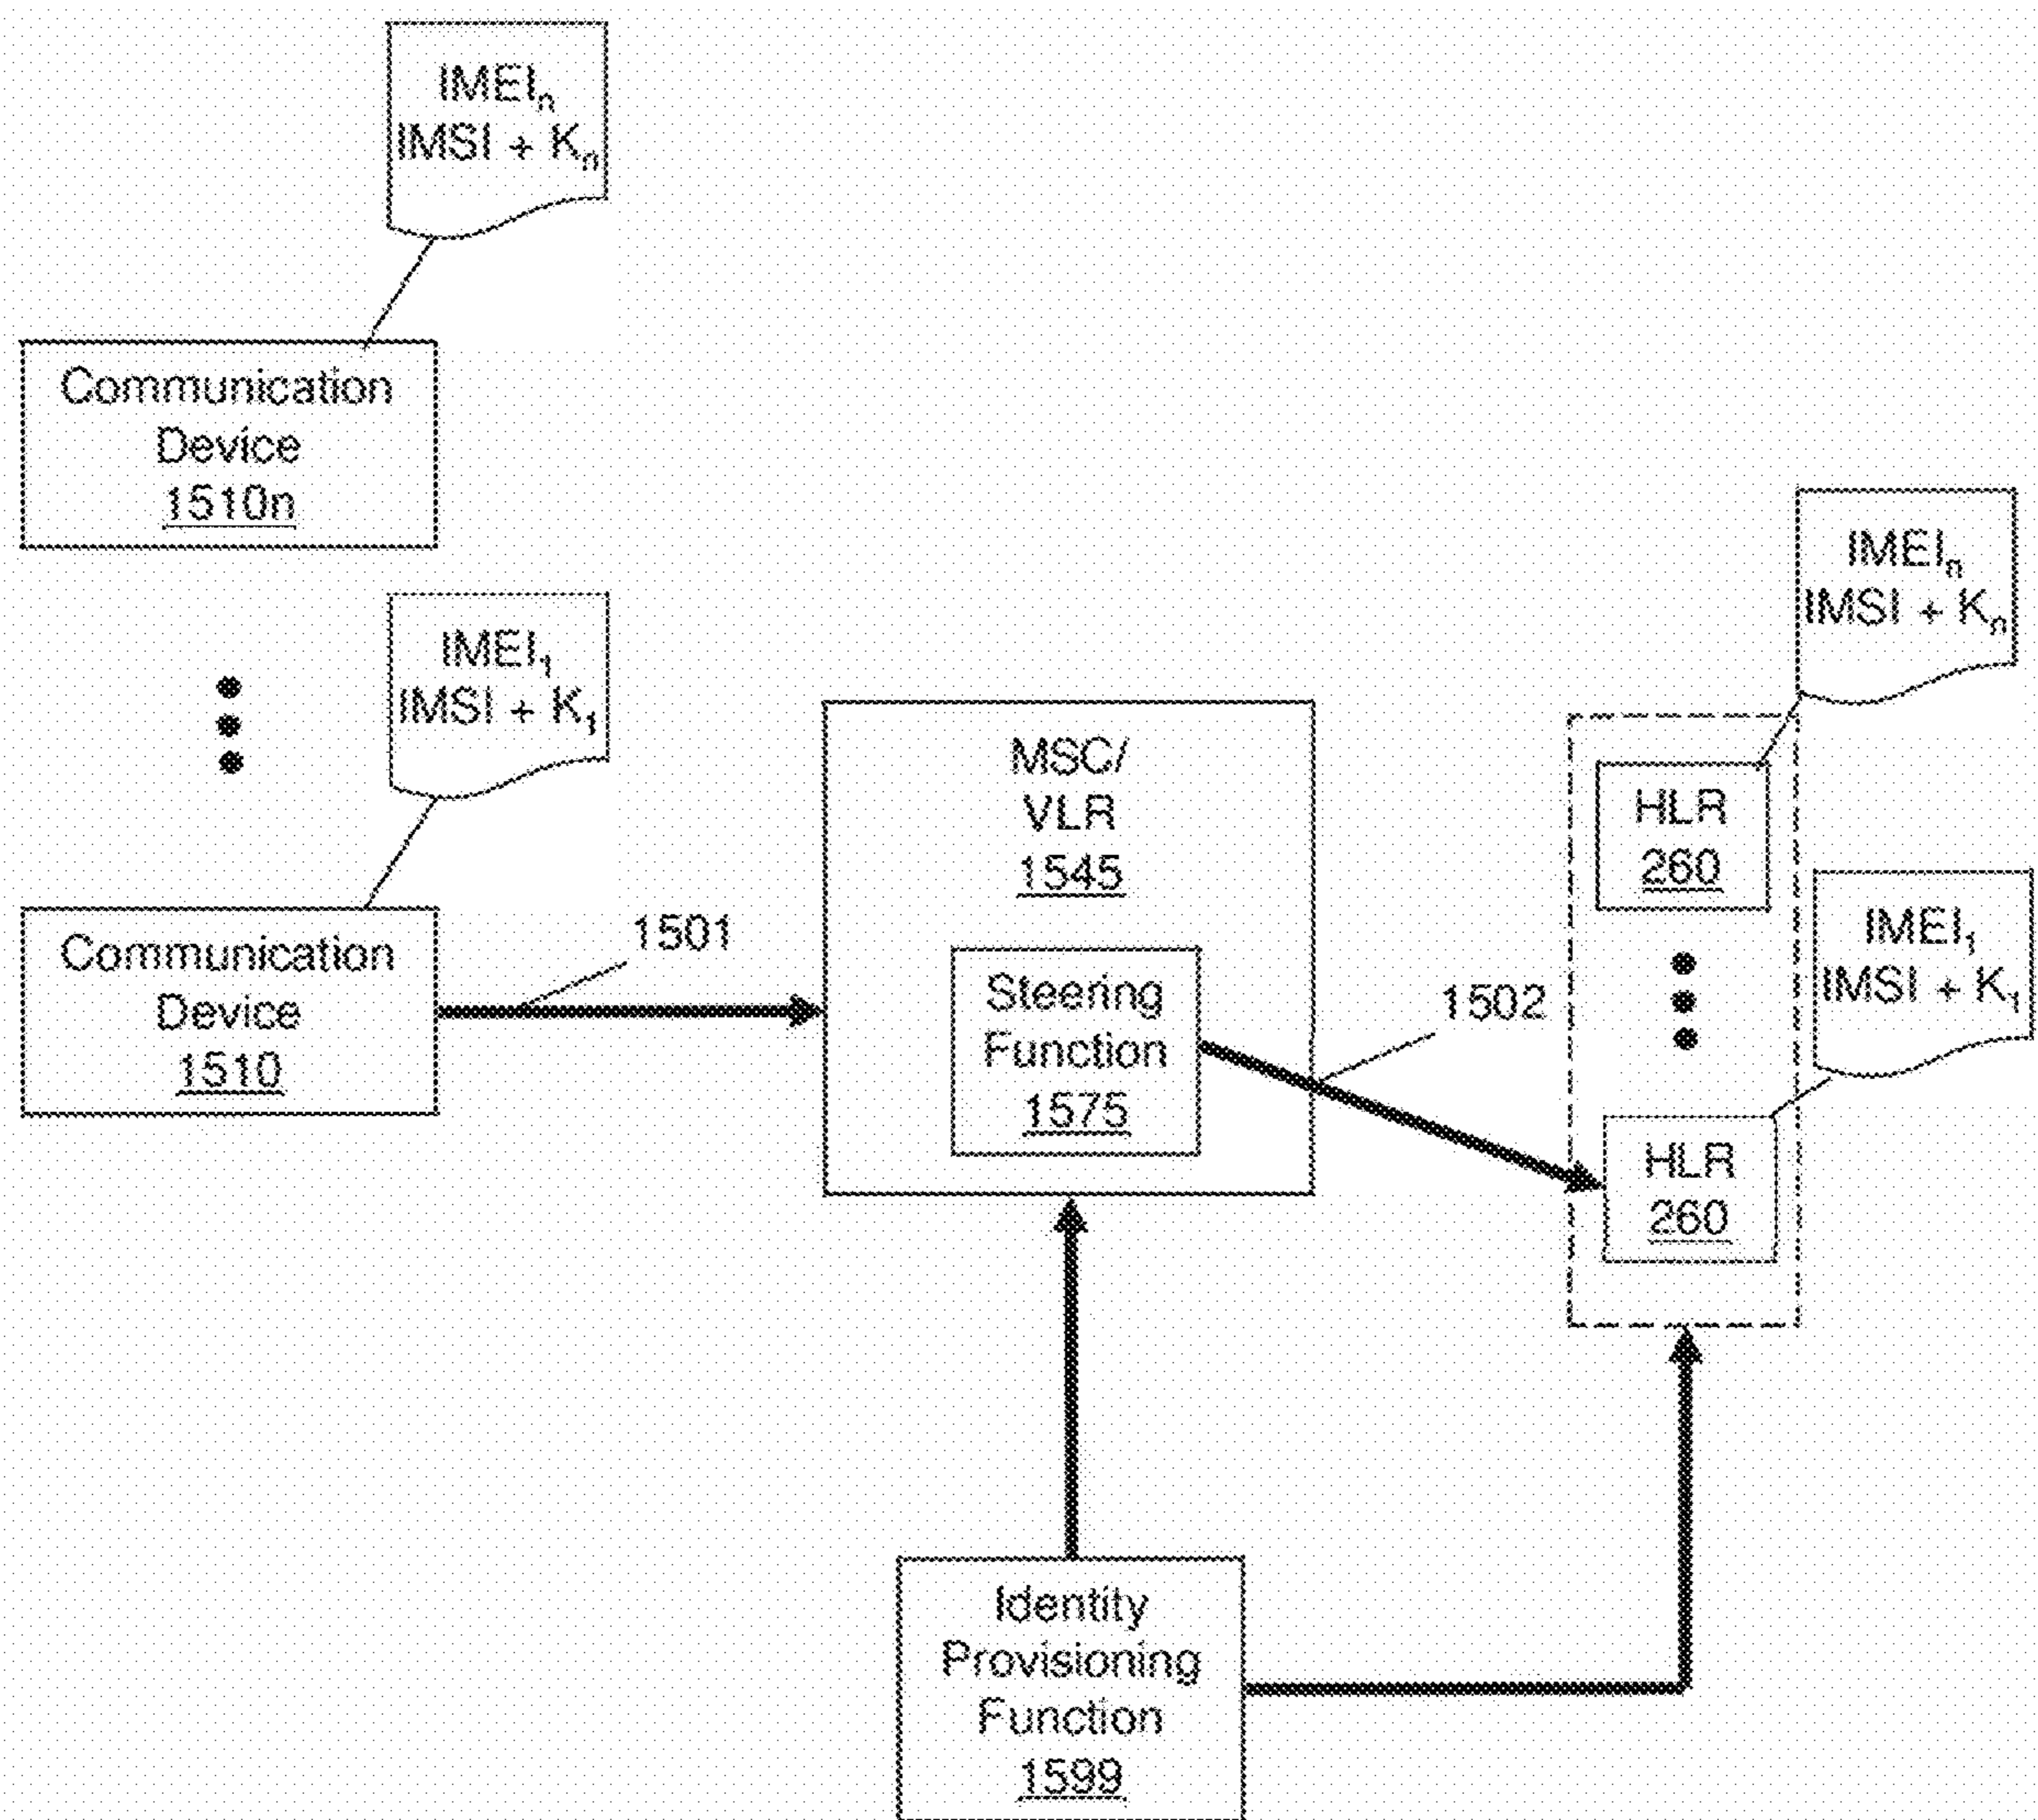 IMEIn
IMSI + Kn
Communication
Device
1510n
IMEI1
IMSI + K1
Communication
Device
1510
1501
MSC/
VLR
1545
Steering
Function
1575
1502
IMEIn
IMSI + Kn
HLR
260
IMEI1
IMSI + K1
HLR
260
Identity
Provisioning
Function
1599